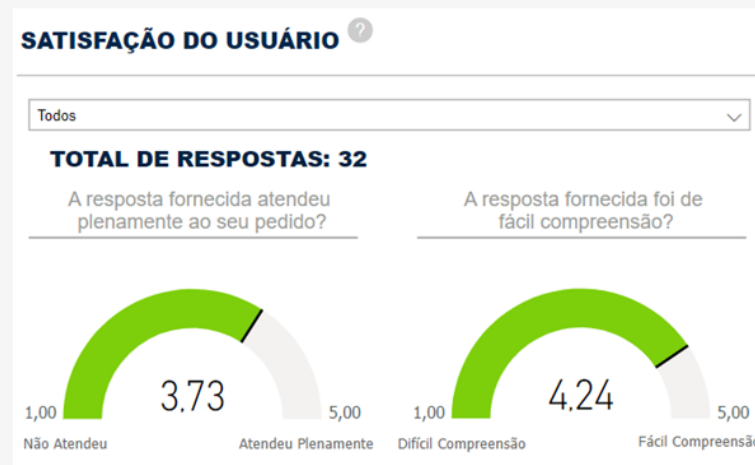 SATISFAÇÃO DO USUÁRIO ?
Todos
TOTAL DE RESPOSTAS: 32
A resposta fornecida atendeu
plenamente ao seu pedido?
A resposta fornecida foi de
fácil compreensão?
3,73
1,00
5,00
Não Atendeu
Atendeu Plenamente
4,24
1,00
5,00
Difícil Compreensão
Fácil Compreensão